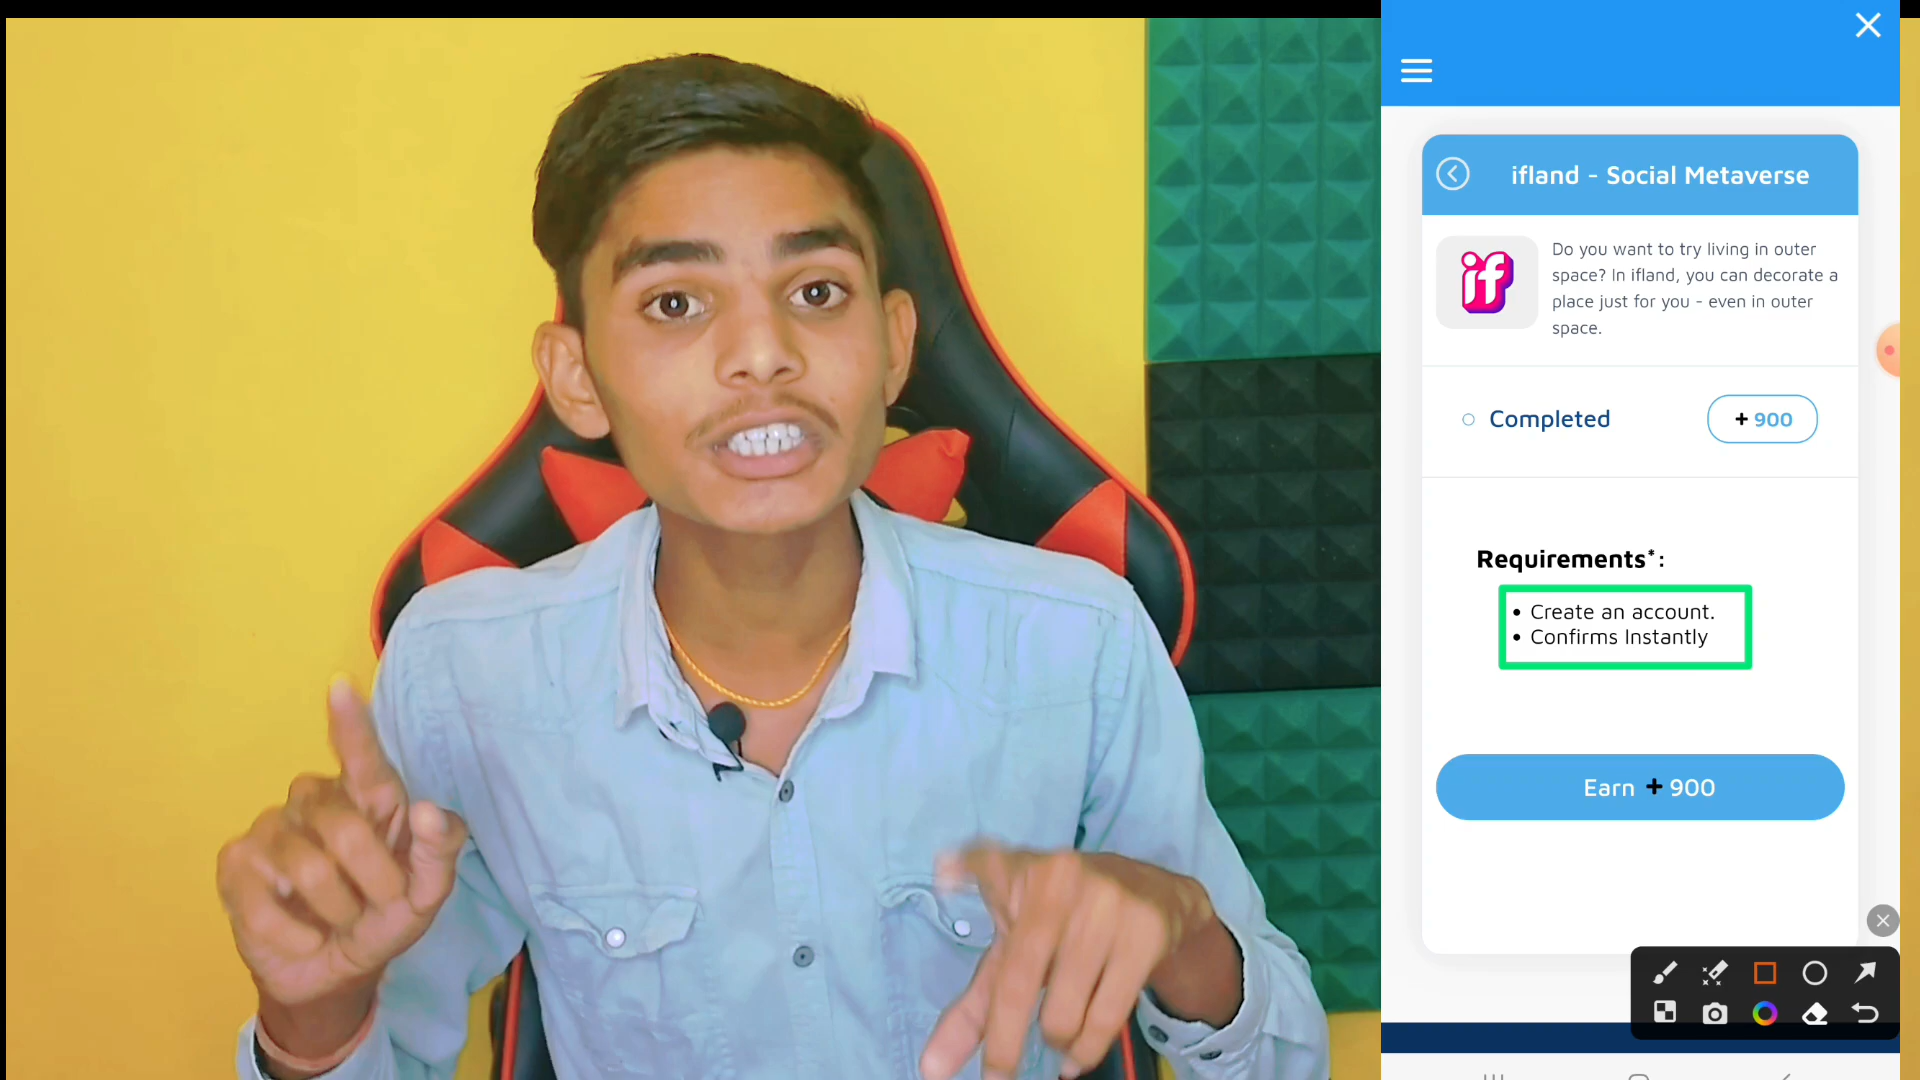 ifland - Social Metaverse
if
Do you want to try living in outer
space? In ifland, you can decorate a
place just for you - even in outer
space.
Completed
+ 900
Requirements*:
• Create an account.
• Confirms Instantly
Earn + 900